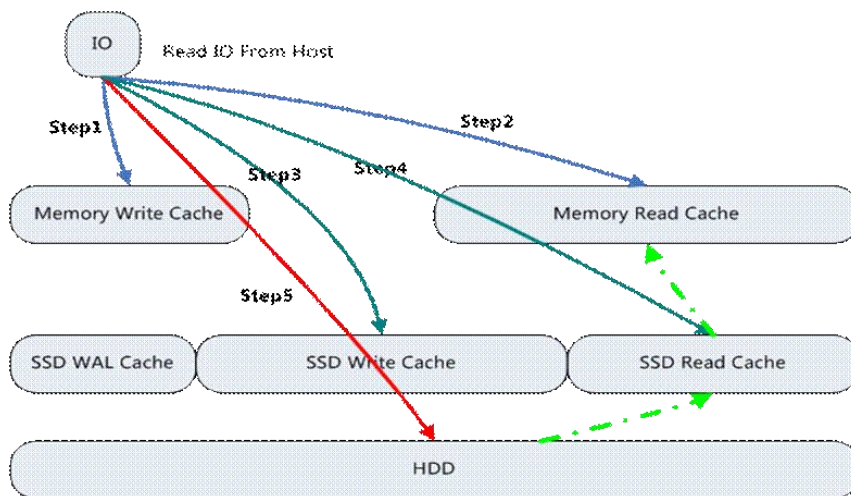 IO
Read IO From Host
Step1
Step2
Step3
Step4
Memory Write Cache
Memory Read Cache
Step5
SSD WAL Cache
SSD Write Cache
SSD Read Cache
HDD